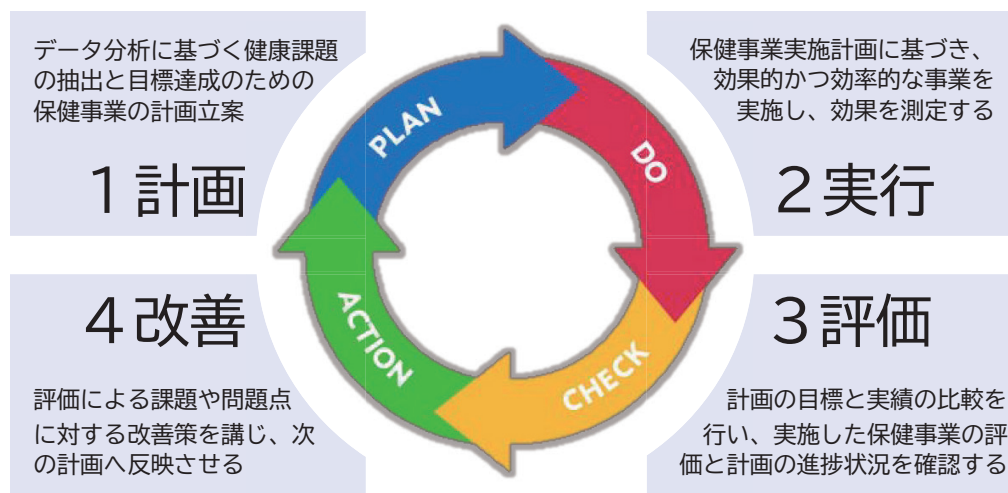 データ分析に基づく健康課題
の抽出と目標達成のための
保健事業の計画立案
1計画
PLAN
保健事業実施計画に基づき、
効果的かつ効率的な事業を
実施し、効果を測定する
2実行
DO
3評価
計画の目標と実績の比較を
行い、実施した保健事業の評
価と計画の進捗状況を確認する
CHECK
4改善
評価による課題や問題点
に対する改善策を講じ、次
の計画へ反映させる
ACTION